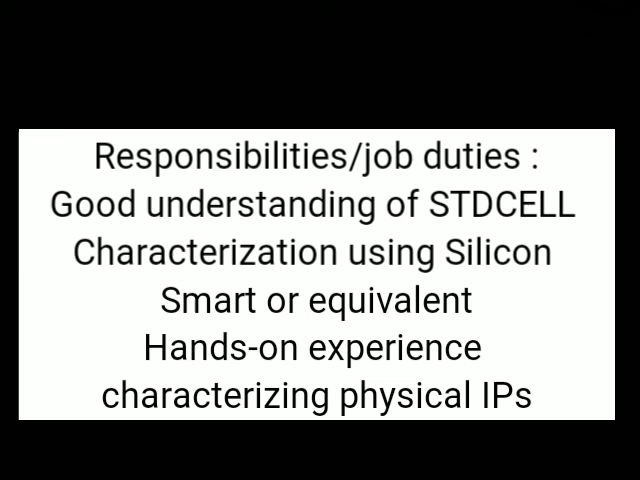 Responsibilities/job duties :
Good understanding of STDCELL
Characterization using Silicon
Smart or equivalent
Hands-on experience
characterizing physical IPs